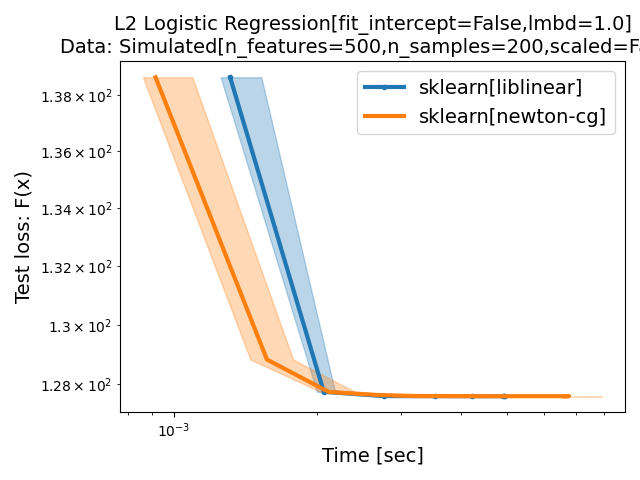 L2 Logistic Regression[fit_intercept=False,lmbd=1.0]
Data: Simulated[n_features=500,n_samples=200,scaled=Fa
sklearn[liblinear]
sklearn[newton-cg]
Test loss: F(x)
1.38 × 10²
1.36 × 10²
1.34 × 10²
1.32 × 10²
1.3 × 10²
1.28 × 10²
10⁻³
Time [sec]